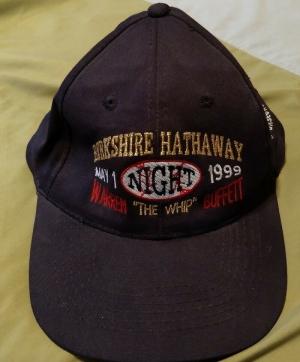 BERKSHIRE HATHAWAY
MAY 1 NIGHT 1999
WARREN "THE WHIP" BUFFETT